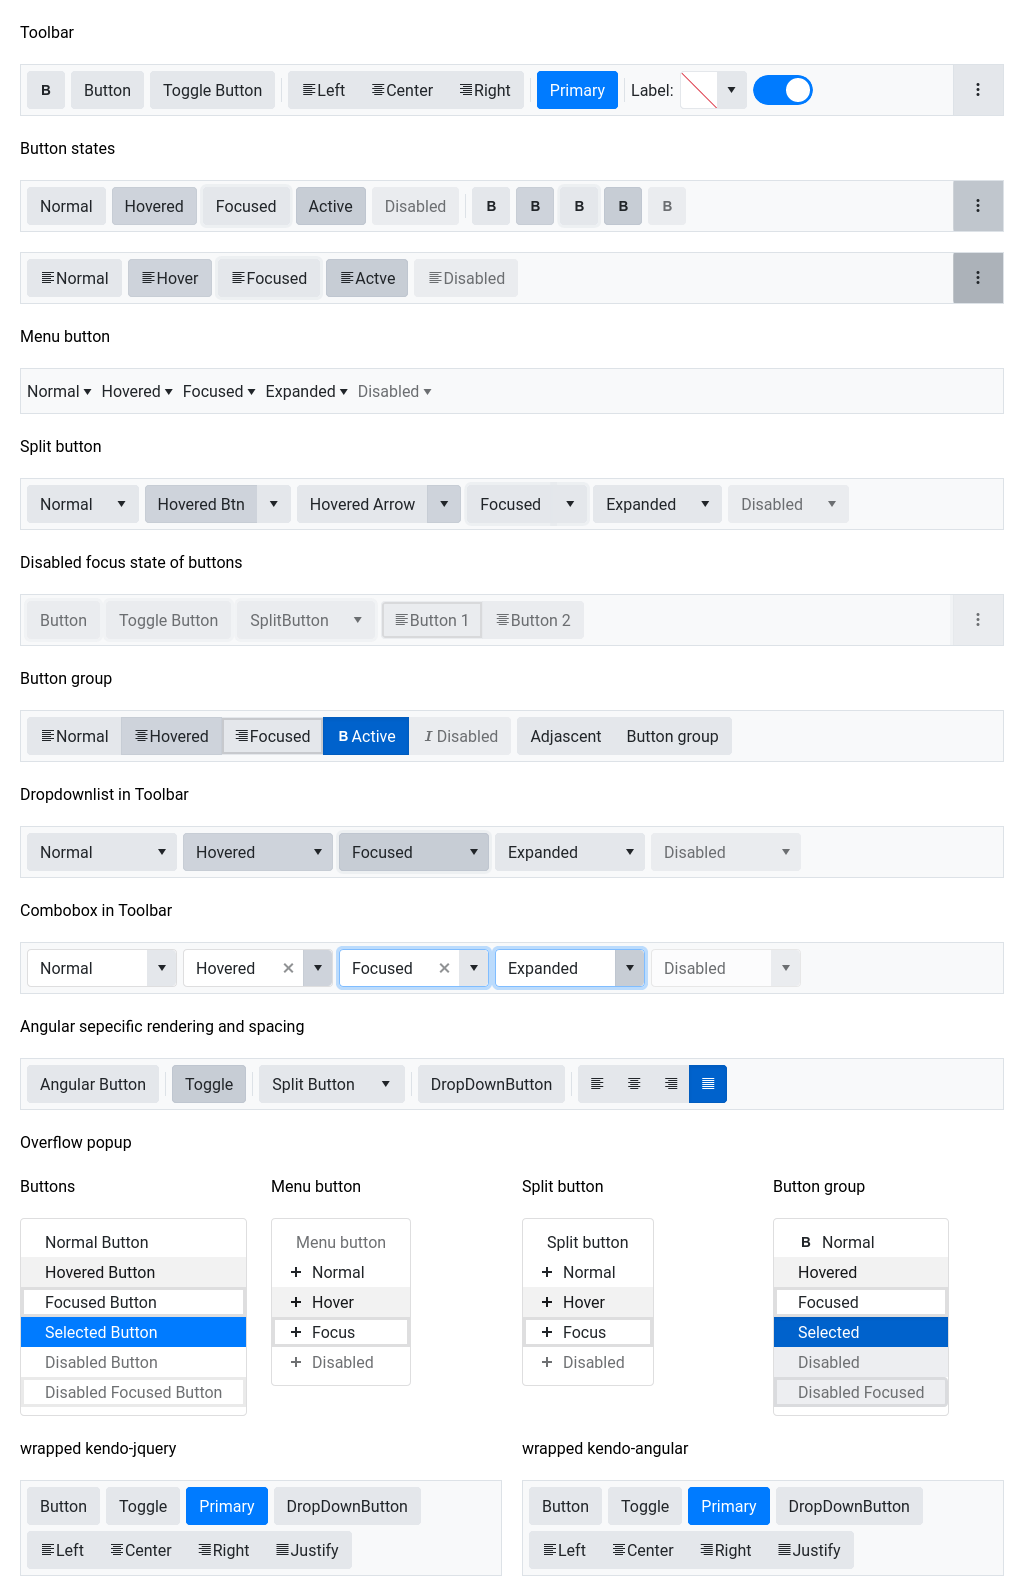 Toolbar
B Button Toggle Button Left Center Right Primary Label:
Button states
Normal Hovered Focused Active Disabled B B B B B
Normal Hover Focused Actve Disabled
Menu button
Normal Hovered Focused Expanded Disabled
Split button
Normal Hovered Btn Hovered Arrow Focused Expanded Disabled
Disabled focus state of buttons
Button Toggle Button SplitButton Button 1 Button 2
Button group
Normal Hovered Focused B Active I Disabled Adjascent Button group
Dropdownlist in Toolbar
Normal Hovered Focused Expanded Disabled
Combobox in Toolbar
Normal Hovered Focused Expanded Disabled
Angular sepecific rendering and spacing
Angular Button Toggle Split Button DropDownButton
Overflow popup
Buttons Menu button Split button Button group
Normal Button Menu button Split button B Normal
Hovered Button Normal Normal Hovered
Focused Button Hover Hover Focused
Selected Button Focus Focus Selected
Disabled Button Disabled Disabled Disabled
Disabled Focused Button Disabled Focused
wrapped kendo-jquery wrapped kendo-angular
Button Toggle Primary DropDownButton Button Toggle Primary DropDownButton
Left Center Right Justify Left Center Right Justify